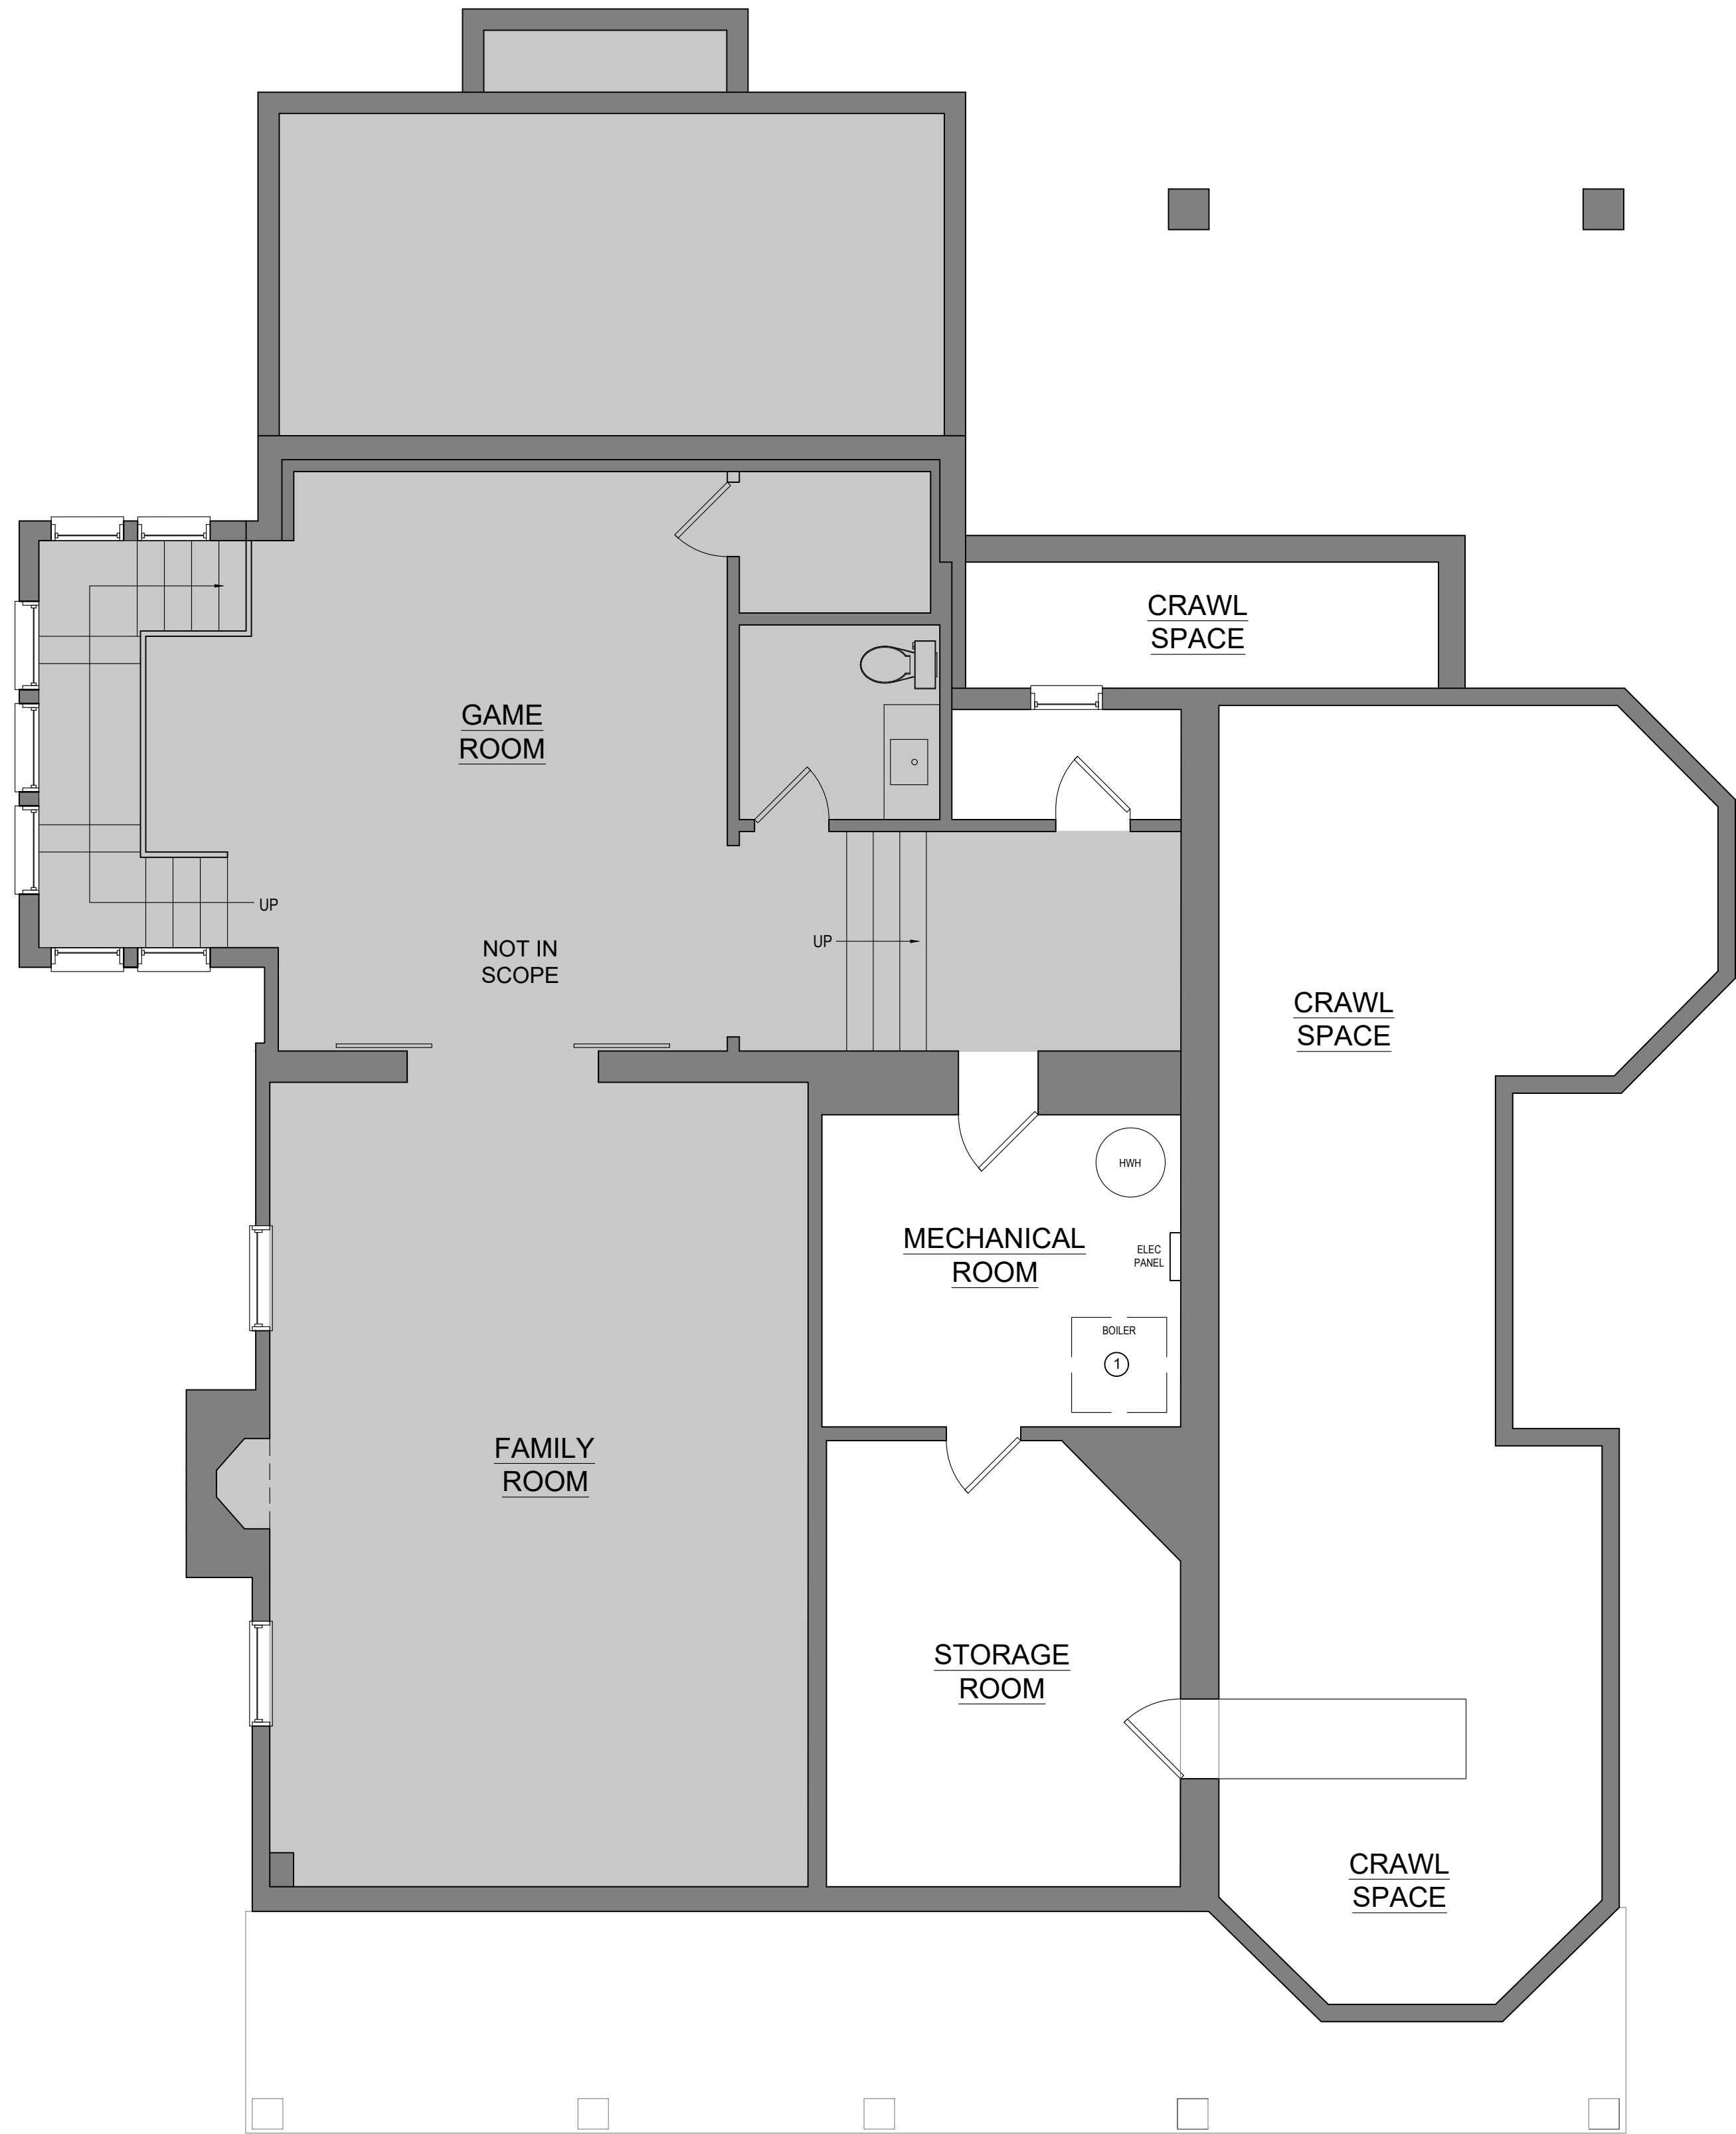 CRAWL
SPACE
GAME
ROOM
UP
NOT IN
SCOPE
UP
CRAWL
SPACE
HWH
MECHANICAL
ROOM
ELEC
PANEL
BOILER
1
FAMILY
ROOM
STORAGE
ROOM
CRAWL
SPACE